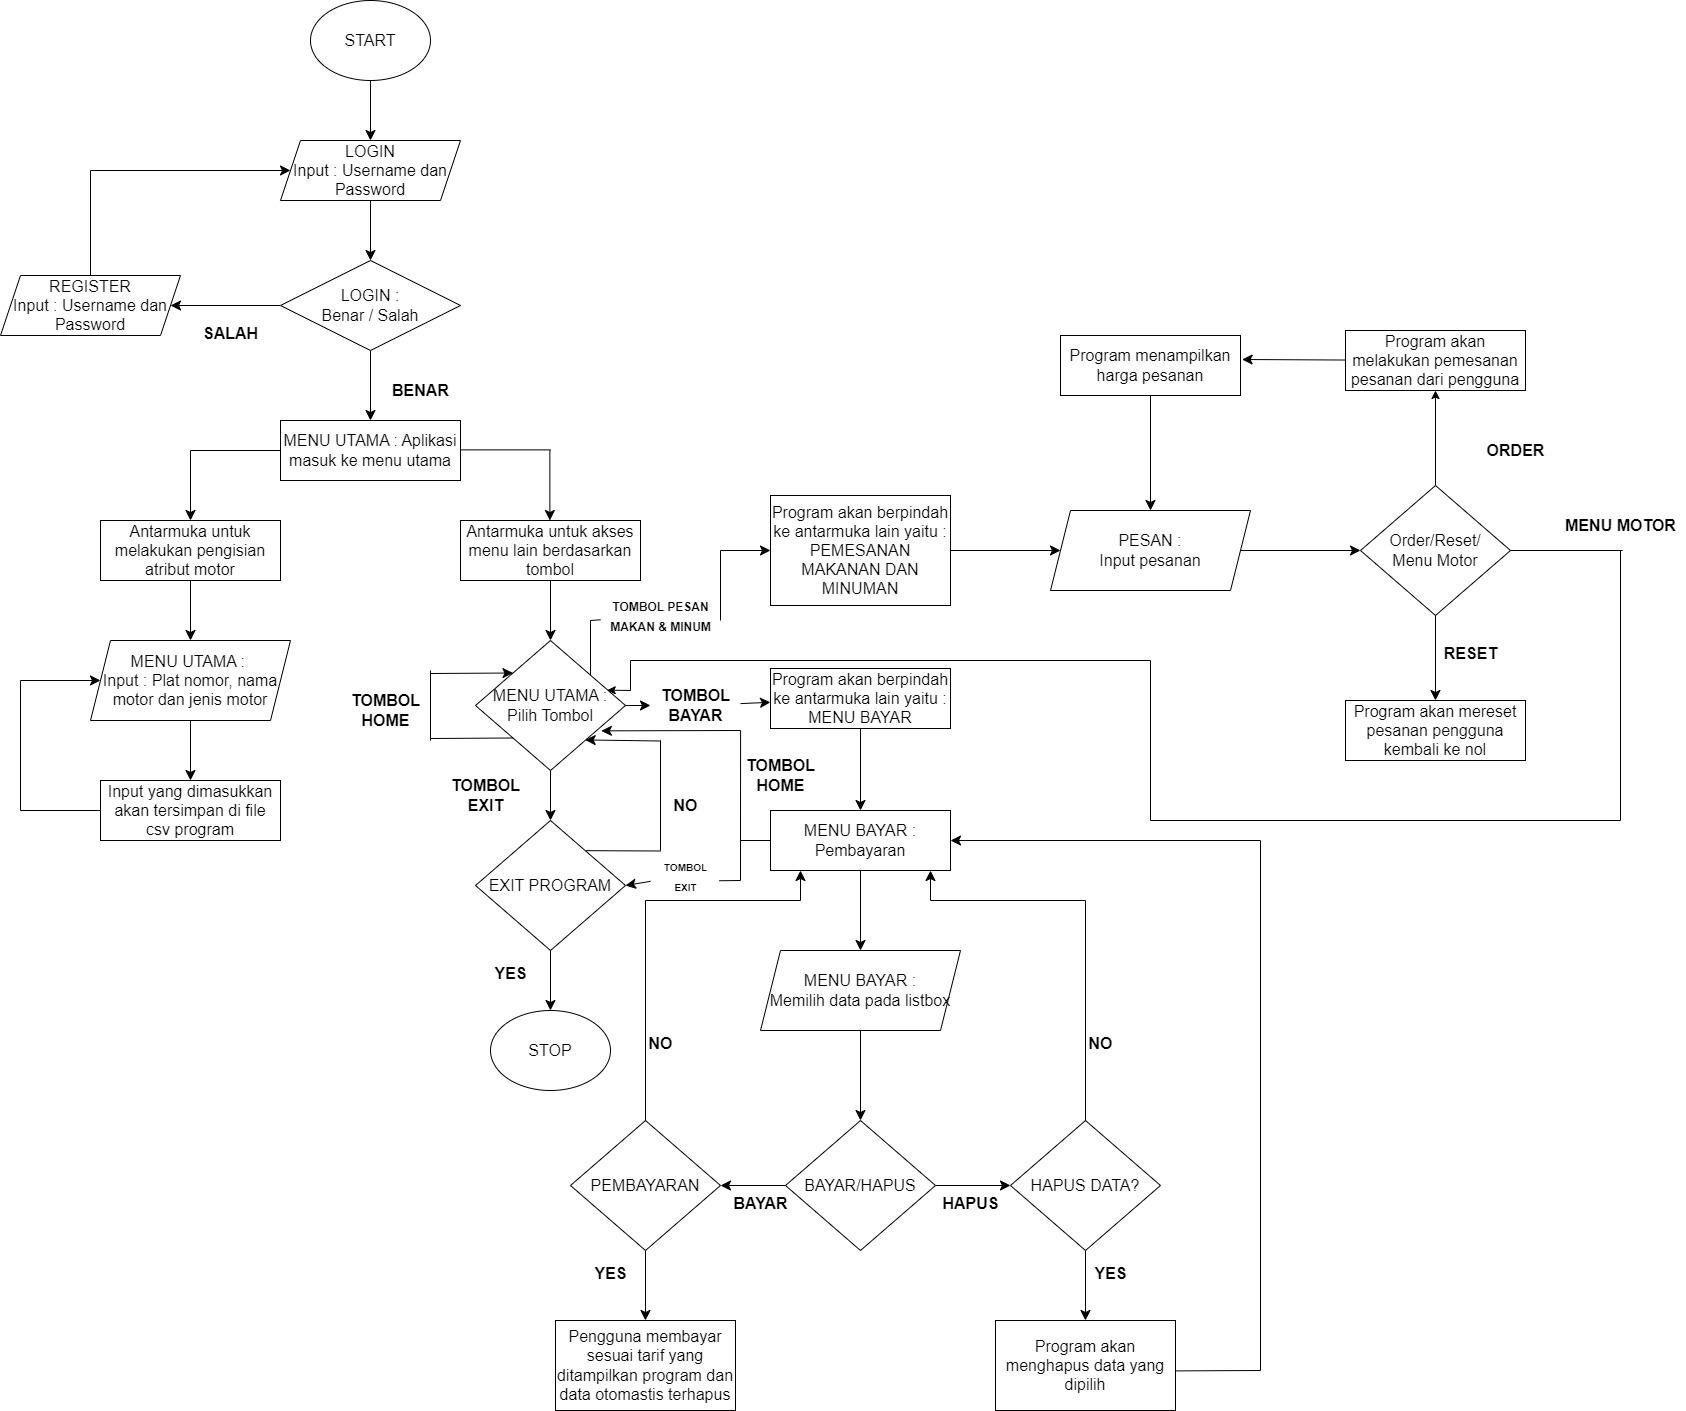 START
LOGIN
Input : Username dan
Password
REGISTER
Input : Username dan
Password
LOGIN :
Benar / Salah
SALAH
BENAR
MENU UTAMA : Aplikasi
masuk ke menu utama
Antarmuka untuk
melakukan pengisian
atribut motor
Antarmuka untuk akses
menu lain berdasarkan
tombol
MENU UTAMA :
Input : Plat nomor, nama
motor dan jenis motor
Input yang dimasukkan
akan tersimpan di file
csv program
TOMBOL
HOME
MENU UTAMA :
Pilih Tombol
TOMBOL PESAN
MAKAN & MINUM
Program akan berpindah
ke antarmuka lain yaitu :
PEMESANAN
MAKANAN DAN
MINUMAN
PESAN :
Input pesanan
Program menampilkan
harga pesanan
Program akan
melakukan pemesanan
pesanan dari pengguna
ORDER
Order/Reset/
Menu Motor
MENU MOTOR
RESET
Program akan mereset
pesanan pengguna
kembali ke nol
TOMBOL
BAYAR
Program akan berpindah
ke antarmuka lain yaitu :
MENU BAYAR
TOMBOL
HOME
TOMBOL
EXIT
NO
EXIT PROGRAM
TOMBOL
EXIT
YES
STOP
MENU BAYAR :
Pembayaran
MENU BAYAR :
Memilih data pada listbox
NO
NO
PEMBAYARAN
BAYAR
BAYAR/HAPUS
HAPUS
HAPUS DATA?
YES
YES
Pengguna membayar
sesuai tarif yang
ditampilkan program dan
data otomastis terhapus
Program akan
menghapus data yang
dipilih